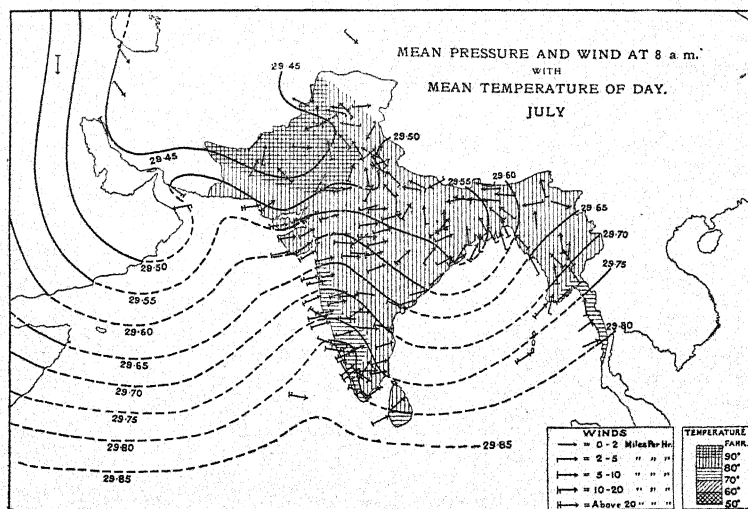 MEAN PRESSURE AND WIND AT 8 a.m.
WITH
MEAN TEMPERATURE OF DAY.
JULY
29·45
29·50
29·45
29·55
29·60
29·65
29·70
29·75
29·50
29·55
29·60
29·80
29·65
29·70
29·75
29·80
29·85
29·85
WINDS
= 0-2 Miles Per Hr.
= 2-5 " " "
= 5-10 " " "
= 10-20 " " "
= Above 20 " " "
TEMPERATURE
FAHR.
90°
80°
70°
60°
50°